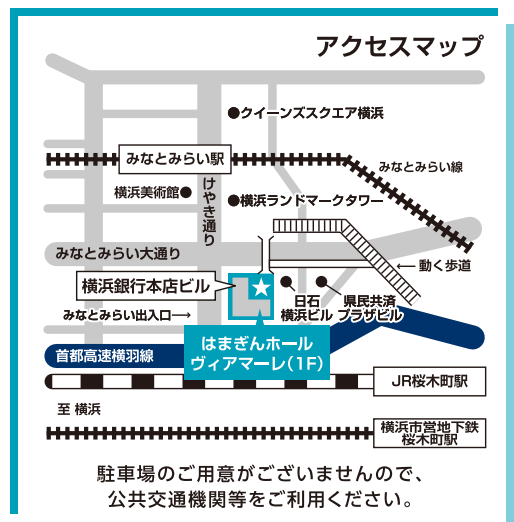 アクセスマップ
●クイーンズスクエア横浜
みなとみらい駅
みなとみらい線
横浜美術館●
けやき通り
●横浜ランドマークタワー
みなとみらい大通り
←動く歩道
横浜銀行本店ビル
日石
横浜ビル
県民共済
プラザビル
みなとみらい出入口→
はまぎんホール
ヴィアマーレ(1F)
首都高速横羽線
JR桜木町駅
至 横浜
横浜市営地下鉄
桜木町駅
駐車場のご用意がございませんので、
公共交通機関等をご利用ください。